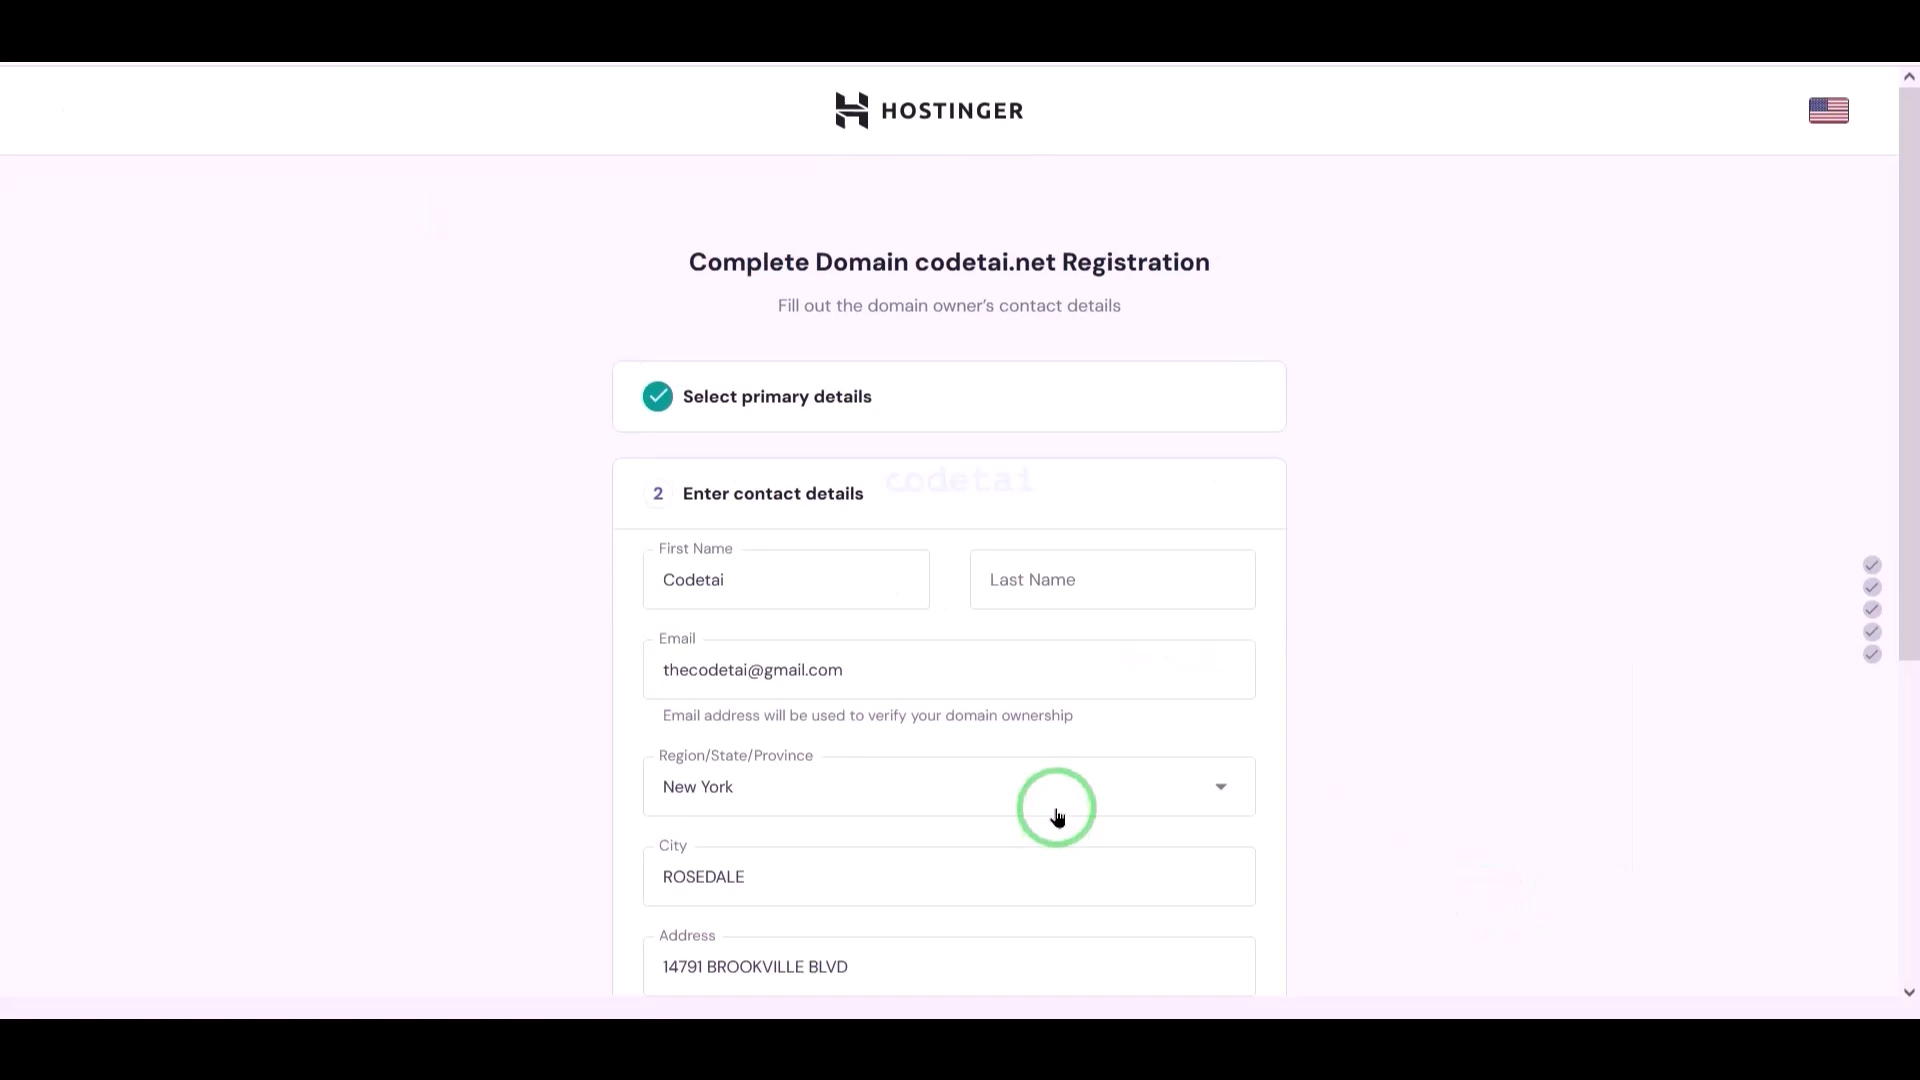 HOSTINGER
Complete Domain codetai.net Registration
Fill out the domain owner’s contact details
Select primary details
codetai
2 Enter contact details
First Name
Codetai
Last Name
Email
thecodetai@gmail.com
Email address will be used to verify your domain ownership
Region/State/Province
New York
City
ROSEDALE
Address
14791 BROOKVILLE BLVD